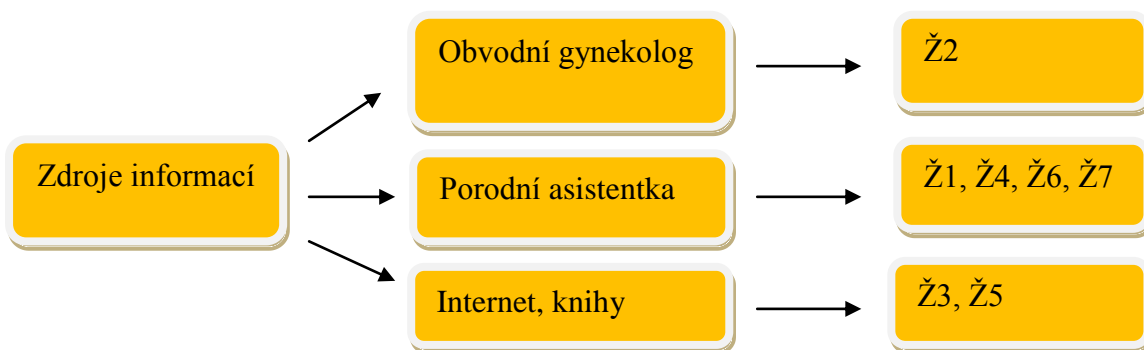 Zdroje informací
Obvodní gynekolog
Ž2
Porodní asistentka
Ž1, Ž4, Ž6, Ž7
Internet, knihy
Ž3, Ž5